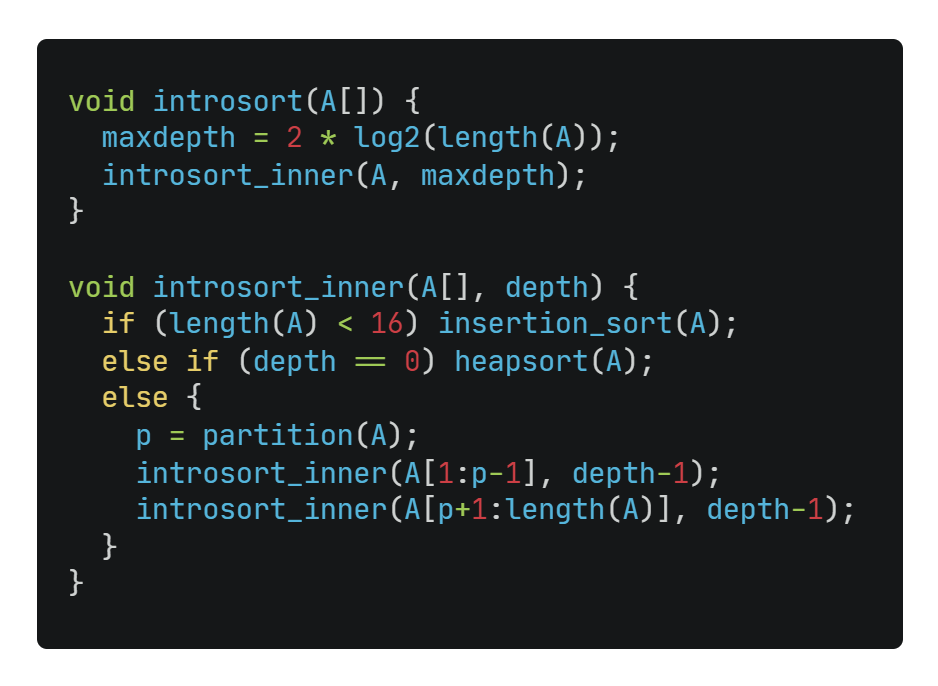 void introsort(A[]) {
  maxdepth = 2 * log2(length(A));
  introsort_inner(A, maxdepth);
}

void introsort_inner(A[], depth) {
  if (length(A) < 16) insertion_sort(A);
  else if (depth == 0) heapsort(A);
  else {
    p = partition(A);
    introsort_inner(A[1:p-1], depth-1);
    introsort_inner(A[p+1:length(A)], depth-1);
  }
}